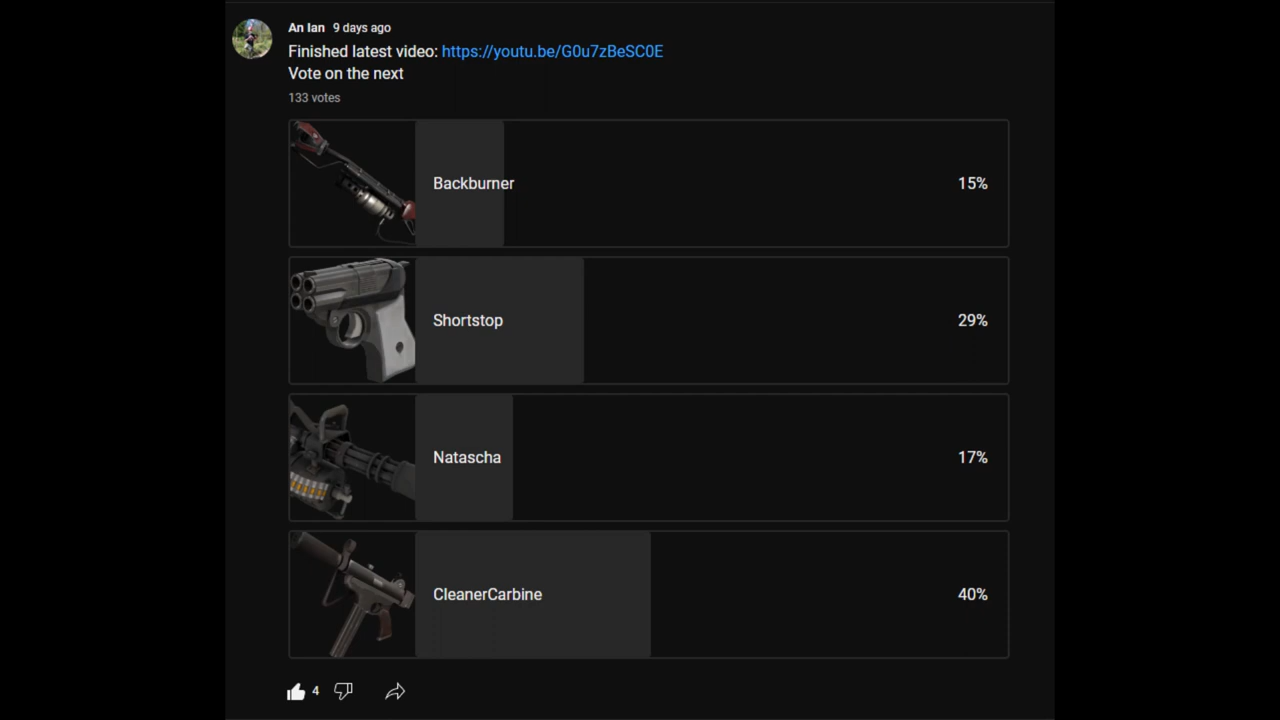 An Ian 9 days ago
Finished latest video: https://youtu.be/G0u7zBeSC0E
Vote on the next
133 votes
Backburner 15%
Shortstop 29%
Natascha 17%
CleanerCarbine 40%
4